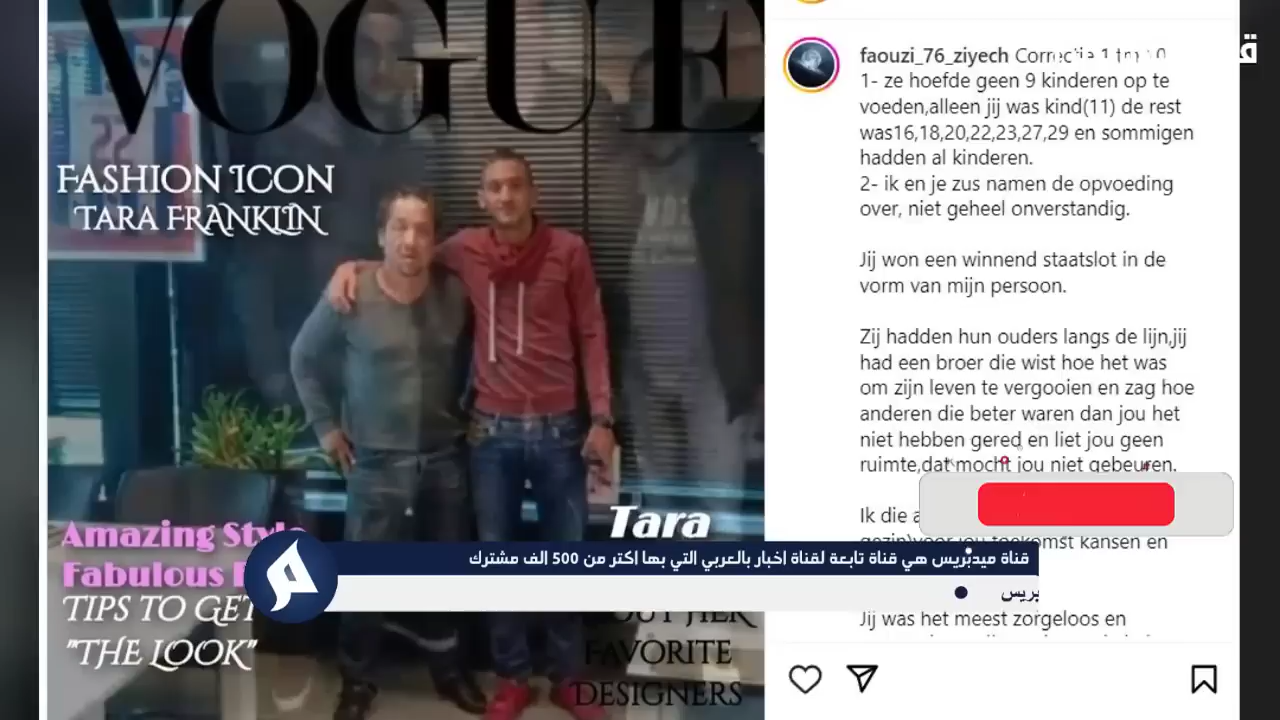 VOGUE
FASHION ICON
TARA FRANKLIN
Amazing Style
Fabulous
TIPS TO GET
"THE LOOK"
Tara
FAVORITE
DESIGNERS
faouzi_76_ziyech
1- ze hoefde geen 9 kinderen op te
voeden,alleen jij was kind(11) de rest
was16,18,20,22,23,27,29 en sommigen
hadden al kinderen.
2- ik en je zus namen de opvoeding
over, niet geheel onverstandig.
Jij won een winnend staatslot in de
vorm van mijn persoon.
Zij hadden hun ouders langs de lijn,jij
had een broer die wist hoe het was
om zijn leven te vergooien en zag hoe
anderen die beter waren dan jou het
niet hebben gered en liet jou geen
ruimte,dat mocht jou niet gebeuren.
Ik die
kansen en
Jij was het meest zorgeloos en
قناة ميدبريس هي قناة تابعة لقناة اخبار بالعربي التي بها اكتر من 500 الف مشترك
بريس
22